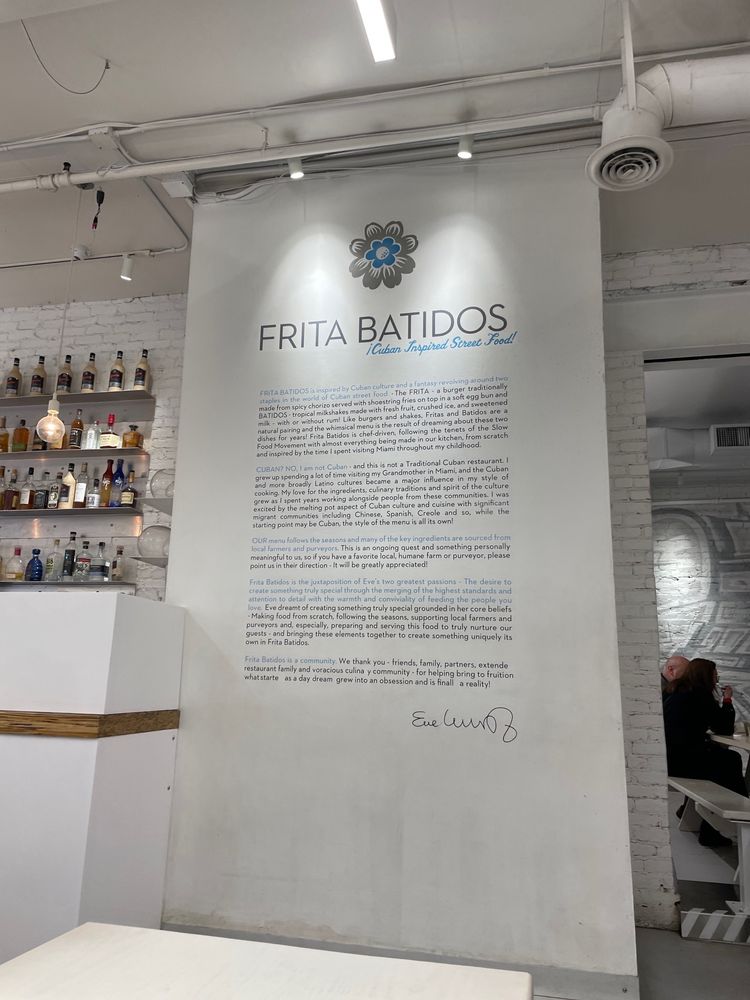 FRITA BATIDOS
¡Cuban Inspired Street Food!
FRITA BATIDOS is inspired by Cuban culture and a fantasy revolving around two
staples in the world of Cuban street food - The FRITA - a burger traditionally
made from spicy chorizo served with shoestring fries on top in a soft egg bun and
BATIDOS - tropical milkshakes made with fresh fruit, crushed ice, and sweetened
milk - with or without rum! Like burgers and shakes, Fritas and Batidos are a
natural pairing and the whimsical menu is the result of dreaming about these two
dishes for years! Frita Batidos is chef-driven, following the tenets of the Slow
Food Movement with almost everything being made in our kitchen, from scratch
and inspired by the time I spent visiting Miami throughout my childhood.
CUBAN? NO, I am not Cuban - and this is not a Traditional Cuban restaurant. I
grew up spending a lot of time visiting my Grandmother in Miami, and the Cuban
and more broadly Latino cultures became a major influence in my style of
cooking. My love for the ingredients, culinary traditions and spirit of the culture
grew as I spent years working alongside people from these communities. I was
excited by the melting pot aspect of Cuban cuisine and culture with significant
migrant communities including Chinese, Spanish, Creole and so, while the
starting point may be Cuban, the style of the menu is all its own!
OUR menu follows the seasons and many of the key ingredients are sourced from
local farmers and purveyors. This is an ongoing quest and something personally
meaningful to us, so if you have a favorite local, humane farm or purveyor, please
point us in their direction - It will be greatly appreciated!
Frita Batidos is the juxtaposition of Eve's two greatest passions - The desire to
create something truly special through the merging of the highest standards and
attention to detail with the warmth and conviviality of feeding the people you
love. Eve dreamt of creating something truly special grounded in her core beliefs
- Making food from scratch, following the seasons, supporting local farmers and
purveyors and, especially, preparing and serving this food to truly nurture our
guests - and bringing these elements together to create something uniquely its
own in Frita Batidos.
Frita Batidos is a community. We thank you - friends, family, partners, extende
restaurant family and voracious culina y community - for helping bring to fruition
what starte as a day dream grew into an obsession and is finall a reality!
Eve